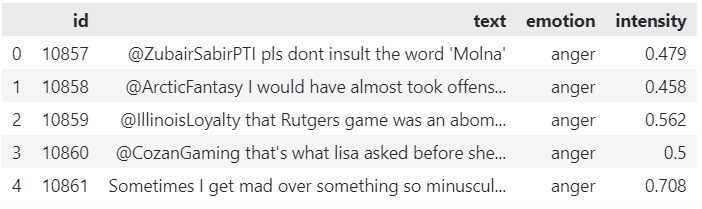 id text emotion intensity
0 10857 @ZubairSabirPTI pls dont insult the word 'Molna' anger 0.479
1 10858 @ArcticFantasy I would have almost took offens... anger 0.458
2 10859 @IllinoisLoyalty that Rutgers game was an abom... anger 0.562
3 10860 @CozanGaming that's what lisa asked before she... anger 0.5
4 10861 Sometimes I get mad over something so minuscul... anger 0.708